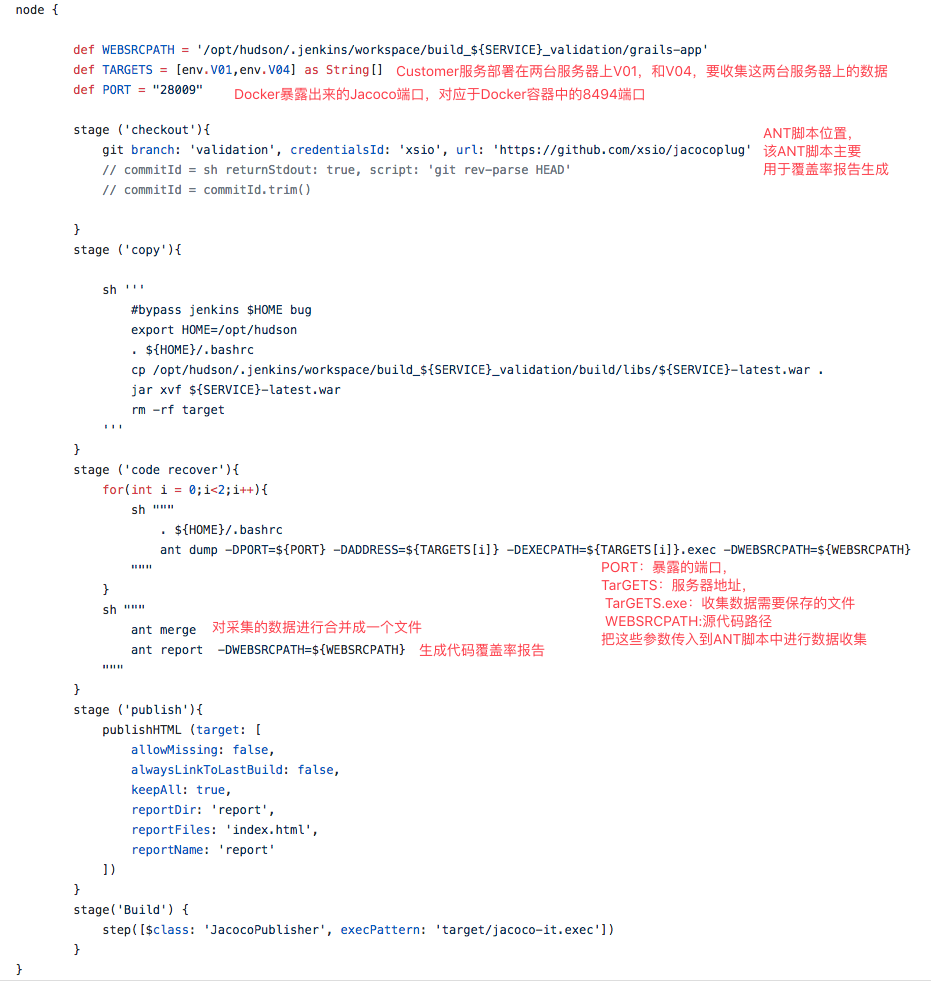 node {
def WEBSRCPATH = '/opt/hudson/.jenkins/workspace/build_${SERVICE}_validation/grails-app'
def TARGETS = [env.V01,env.V04] as String[] Customer服务部署在两台服务器上V01，和V04，要收集这两台服务器上的数据
def PORT = "28009" Docker暴露出来的Jacoco端口，对应于Docker容器中的8494端口
stage ('checkout'){ ANT脚本位置，
git branch: 'validation', credentialsId: 'xsio', url: 'https://github.com/xsio/jacocoplug' 该ANT脚本主要
// commitId = sh returnStdout: true, script: 'git rev-parse HEAD' 用于覆盖率报告生成
// commitId = commitId.trim()
}
stage ('copy'){
sh '''
#bypass jenkins $HOME bug
export HOME=/opt/hudson
. ${HOME}/.bashrc
cp /opt/hudson/.jenkins/workspace/build_${SERVICE}_validation/build/libs/${SERVICE}-latest.war .
jar xvf ${SERVICE}-latest.war
rm -rf target
'''
}
stage ('code recover'){
for(int i = 0;i<2;i++){
sh """
. ${HOME}/.bashrc
ant dump -DPORT=${PORT} -DADDRESS=${TARGETS[i]} -DEXECPATH=${TARGETS[i]}.exec -DWEBSRCPATH=${WEBSRCPATH}
"""
PORT：暴露的端口，
}
TarGETS：服务器地址，
sh """
TarGETS.exe：收集数据需要保存的文件
ant merge 对采集的数据进行合并成一个文件
WEBSRCPATH:源代码路径
把这些参数传入到ANT脚本中进行数据收集
ant report -DWEBSRCPATH=${WEBSRCPATH} 生成代码覆盖率报告
"""
}
stage ('publish'){
publishHTML (target: [
allowMissing: false,
alwaysLinkToLastBuild: false,
keepAll: true,
reportDir: 'report',
reportFiles: 'index.html',
reportName: 'report'
])
}
stage('Build') {
step([$class: 'JacocoPublisher', execPattern: 'target/jacoco-it.exec'])
}
}